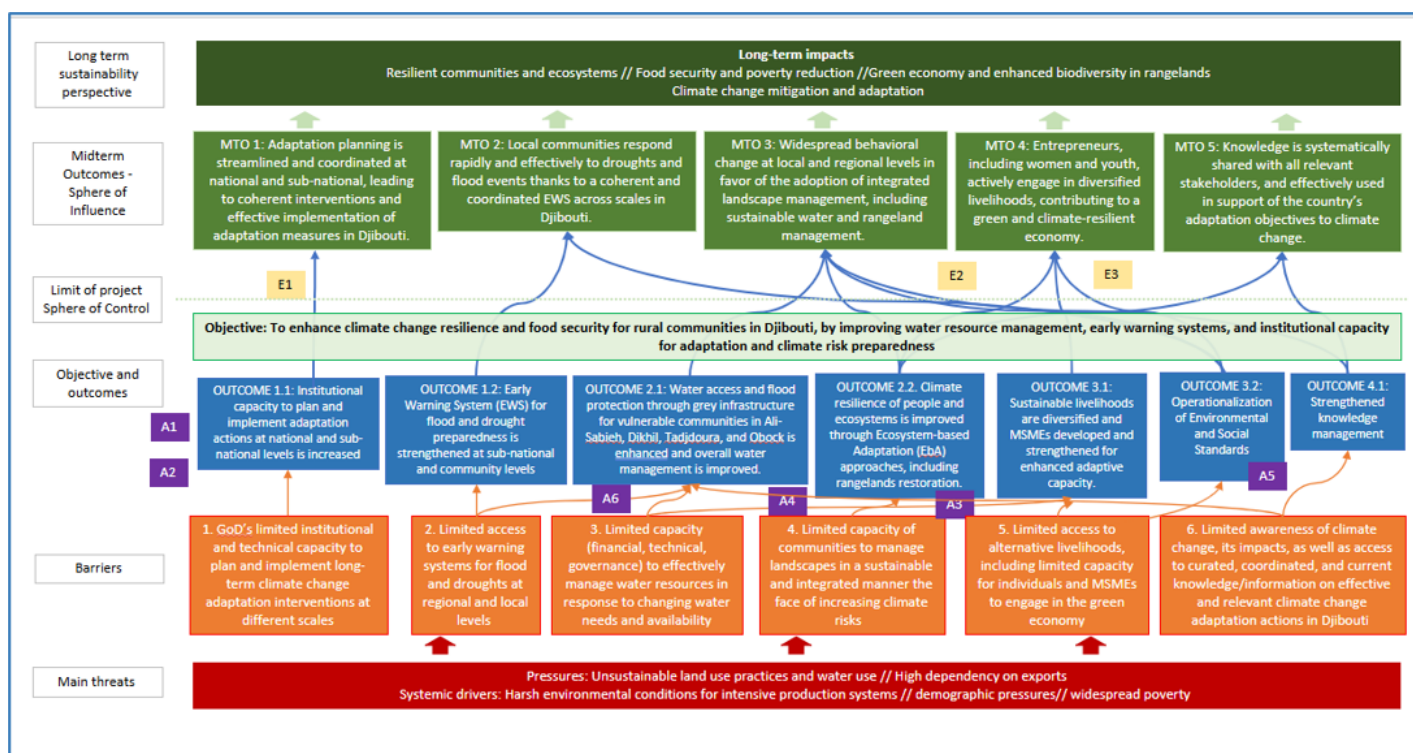 Long term
sustainability
perspective
Long-term impacts
Resilient communities and ecosystems // Food security and poverty reduction //Green economy and enhanced biodiversity in rangelands
Climate change mitigation and adaptation
Midterm
Outcomes -
Sphere of
Influence
MTO 1: Adaptation planning is
streamlined and coordinated at
national and sub-national, leading
to coherent interventions and
effective implementation of
adaptation measures in Djibouti.
MTO 2: Local communities respond
rapidly and effectively to droughts and
flood events thanks to a coherent and
coordinated EWS across scales in
Djibouti.
MTO 3: Widespread behavioral
change at local and regional levels in
favor of the adoption of integrated
landscape management, including
sustainable water and rangeland
management.
MTO 4: Entrepreneurs,
including women and youth,
actively engage in diversified
livelihoods, contributing to a
green and climate-resilient
economy.
MTO 5: Knowledge is systematically
shared with all relevant
stakeholders, and effectively used
in support of the country's
adaptation objectives to climate
change.
E1
E2
E3
Limit of project
Sphere of Control
Objective: To enhance climate change resilience and food security for rural communities in Djibouti, by improving water resource management, early warning systems, and institutional capacity
for adaptation and climate risk preparedness
Objective and
outcomes
OUTCOME 1.1: Institutional
capacity to plan and
implement adaptation
actions at national and sub-
national levels is increased
OUTCOME 1.2: Early
Warning System (EWS) for
flood and drought
preparedness is
strengthened at sub-national
and community levels
OUTCOME 2.1: Water access and flood
protection through grey infrastructure
for vulnerable communities in Ali-
Sabieh, Dikhil, Tadjdoura, and Obock is
enhanced and overall water
management is improved.
OUTCOME 2.2. Climate
resilience of people and
ecosystems is improved
through Ecosystem-based
Adaptation (EbA)
approaches, including
rangelands restoration.
OUTCOME 3.1:
Sustainable livelihoods
are diversified and
MSMEs developed and
strengthened for
enhanced adaptive
capacity.
OUTCOME 3.2:
Operationalization
of Environmental
and Social
Standards
OUTCOME 4.1:
Strengthened
knowledge
management
A1
A2
A6
A4
A3
A5
Barriers
1. GoD's limited institutional
and technical capacity to
plan and implement long-
term climate change
adaptation interventions at
different scales
2. Limited access
to early warning
systems for flood
and droughts at
regional and local
levels
3. Limited capacity
(financial, technical,
governance) to effectively
manage water resources in
response to changing water
needs and availability
4. Limited capacity of
communities to manage
landscapes in a sustainable
and integrated manner the
face of increasing climate
risks
5. Limited access to
alternative livelihoods,
including limited capacity
for individuals and MSMEs
to engage in the green
economy
6. Limited awareness of climate
change, its impacts, as well as access
to curated, coordinated, and current
knowledge/information on effective
and relevant climate change
adaptation actions in Djibouti
Main threats
Pressures: Unsustainable land use practices and water use // High dependency on exports
Systemic drivers: Harsh environmental conditions for intensive production systems // demographic pressures// widespread poverty